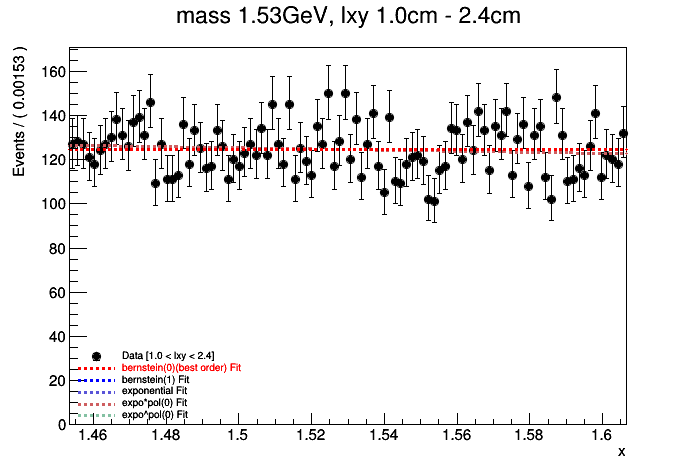 mass 1.53GeV, lxy 1.0cm - 2.4cm
Events / ( 0.00153 )
160
140
120
100
80
60
40
20
0
Data [1.0 < lxy < 2.4]
bernstein(0)(best order) Fit
bernstein(1) Fit
exponential Fit
expo*pol(0) Fit
expo^pol(0) Fit
1.46 1.48 1.5 1.52 1.54 1.56 1.58 1.6
x